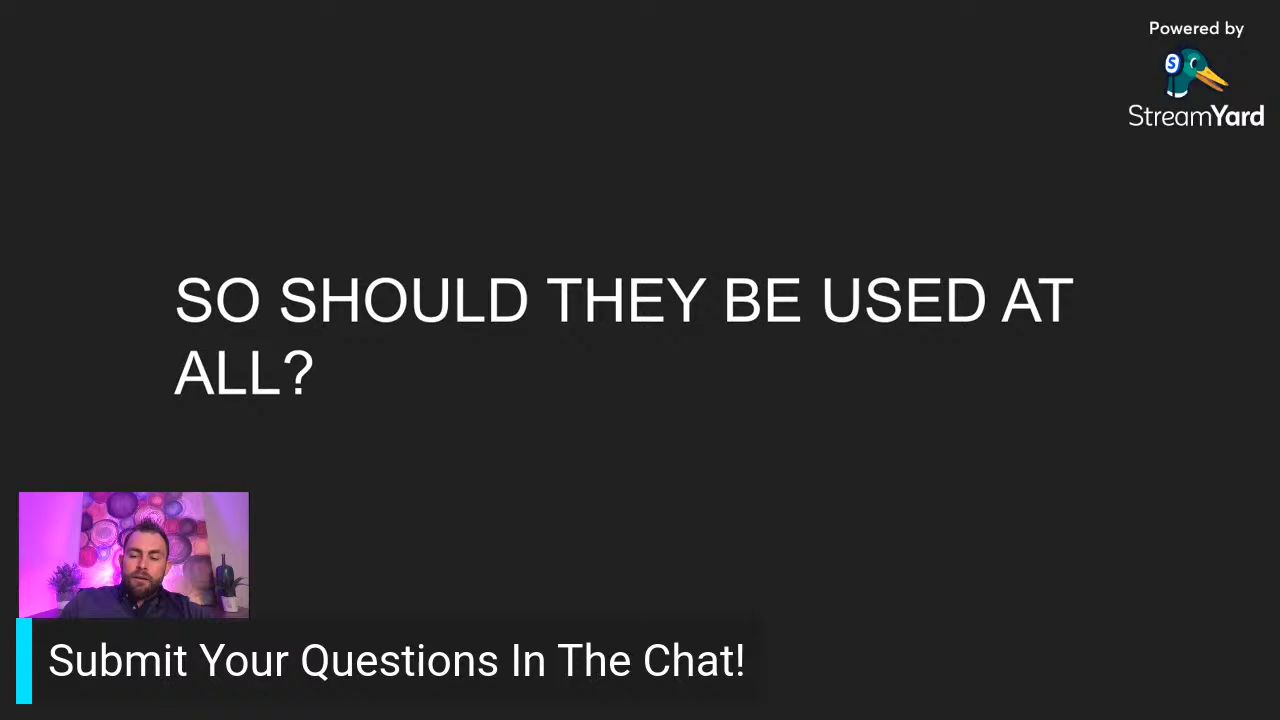 Powered by
StreamYard
SO SHOULD THEY BE USED AT
ALL?
Submit Your Questions In The Chat!